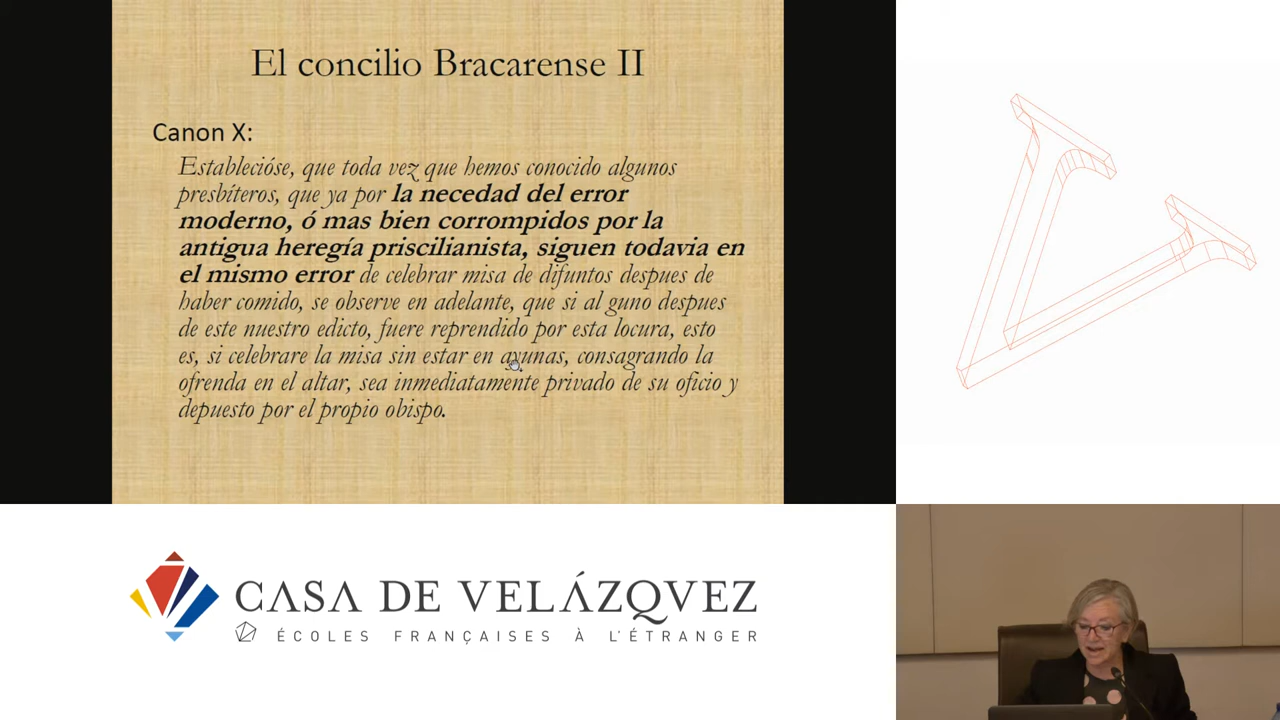 El concilio Bracarense II
Canon X:
Establecióse, que toda vez que hemos conocido algunos
presbíteros, que ya por la necedad del error
moderno, ó mas bien corrompidos por la
antigua heregía priscilianista, siguen todavia en
el mismo error de celebrar misa de difuntos despues de
haber comido, se observe en adelante, que si al guno despues
de este nuestro edicto, fuere reprendido por esta locura, esto
es, si celebrare la misa sin estar en ayunas, consagrando la
ofrenda en el altar, sea inmediatamente privado de su oficio y
depuesto por el propio obispo.
CASA DE VELÁZQVEZ
ÉCOLES FRANÇAISES À L'ÉTRANGER